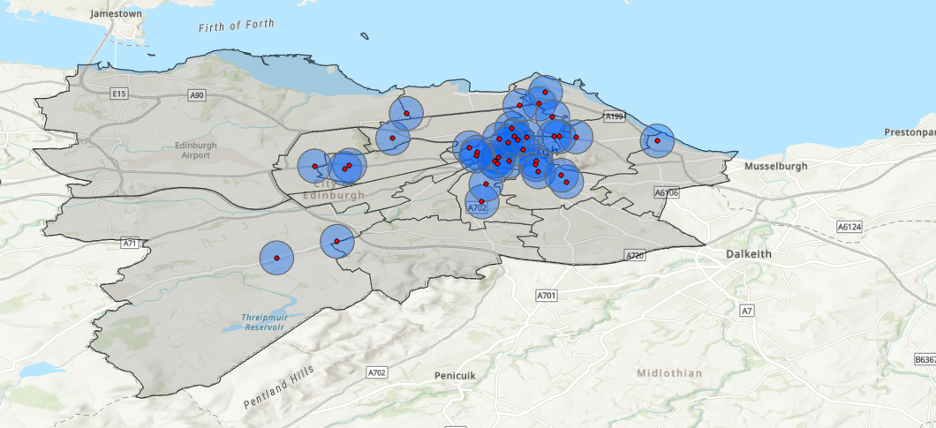 Jamestown
Firth of Forth
E15
A90
Edinburgh
Airport
A199
Prestonpan
Musselburgh
City of
Edinburgh
A6106
A702
A6124
A71
A720
Dalkeith
A701
A7
Threipmuir
Reservoir
B6367
A702
Penicuik
Midlothian
Pentland Hills